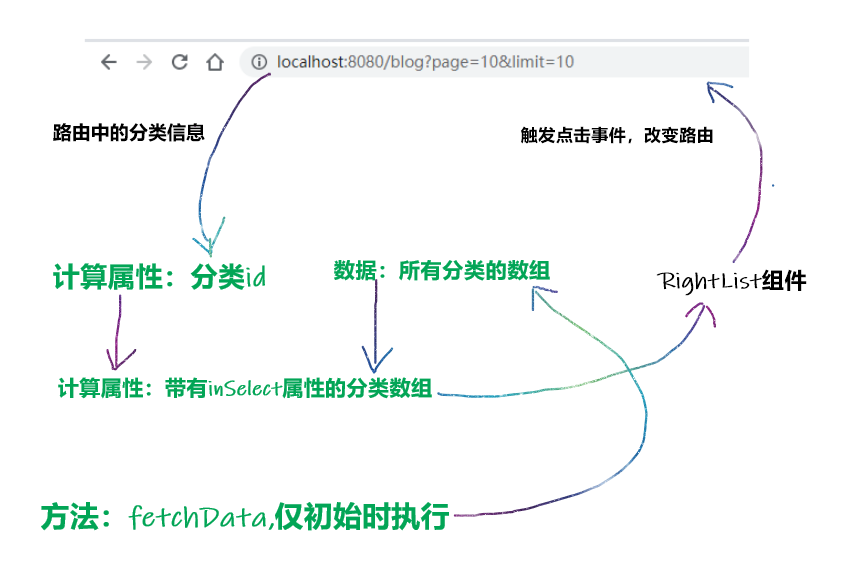 localhost:8080/blog?page=10&limit=10
路由中的分类信息
触发点击事件，改变路由
计算属性：分类id
数据：所有分类的数组
RightList组件
计算属性：带有inSelect属性的分类数组
方法：fetchData,仅初始时执行